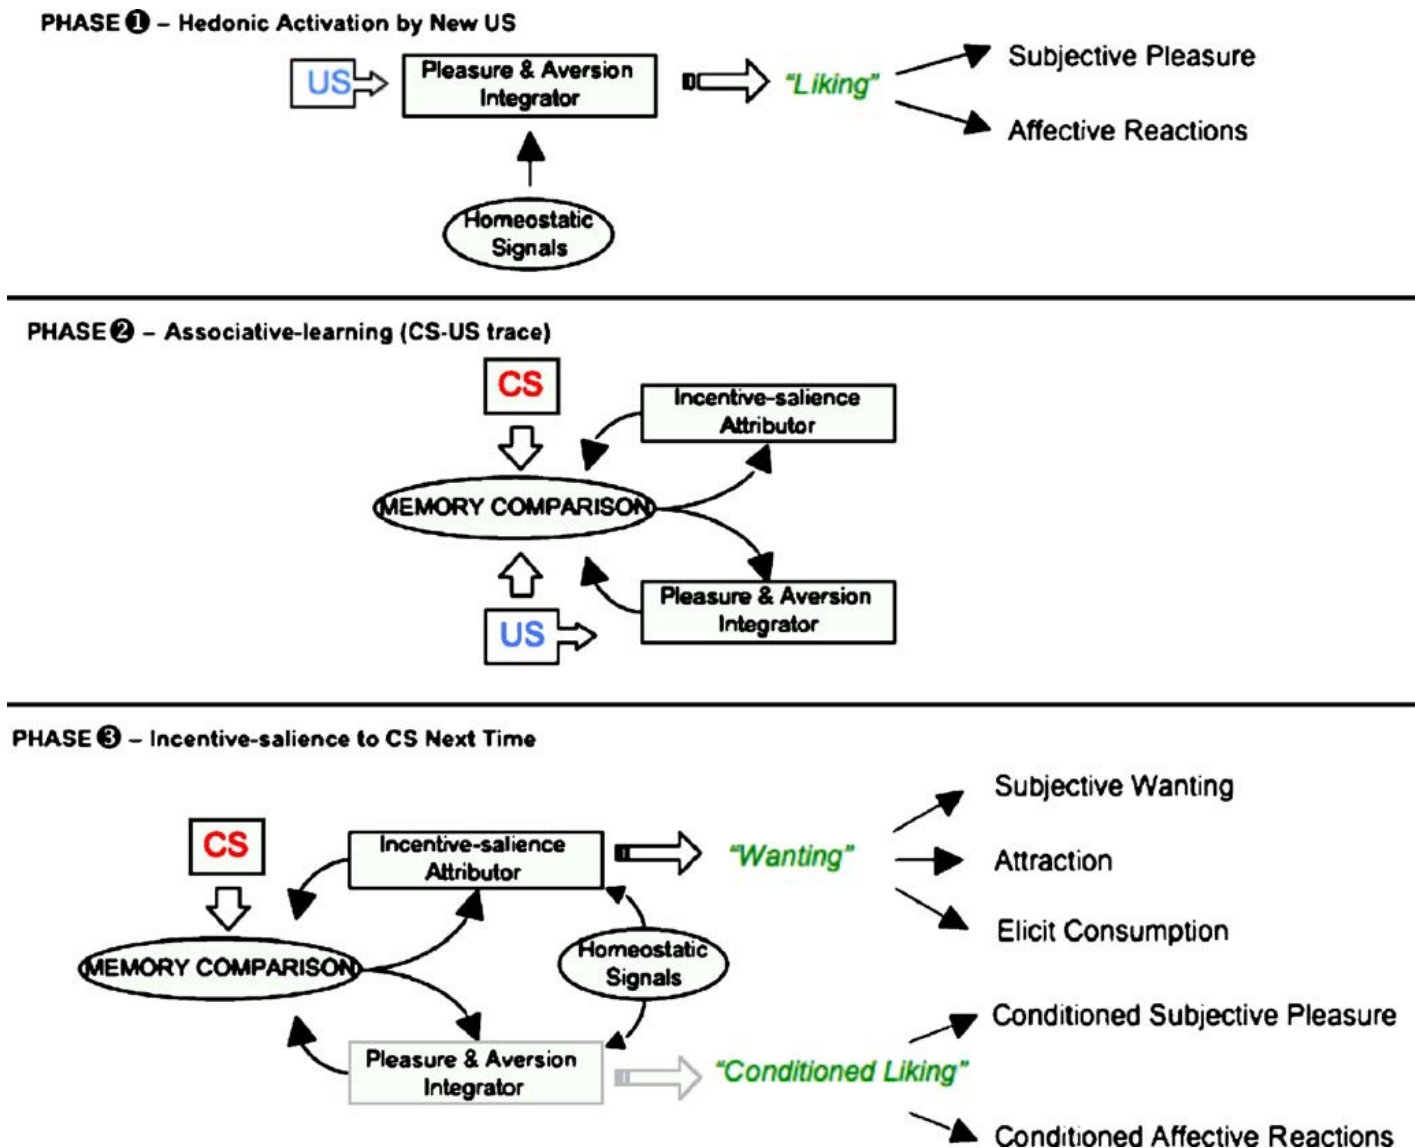 PHASE ❶ – Hedonic Activation by New US
US
Pleasure & Aversion
Integrator
"Liking"
Subjective Pleasure
Affective Reactions
Homeostatic
Signals
PHASE ❷ – Associative-learning (CS-US trace)
CS
Incentive-salience
Attributor
MEMORY COMPARISON
US
Pleasure & Aversion
Integrator
PHASE ❸ – Incentive-salience to CS Next Time
CS
Incentive-salience
Attributor
"Wanting"
Subjective Wanting
Attraction
Elicit Consumption
MEMORY COMPARISON
Homeostatic
Signals
Pleasure & Aversion
Integrator
"Conditioned Liking"
Conditioned Subjective Pleasure
Conditioned Affective Reactions